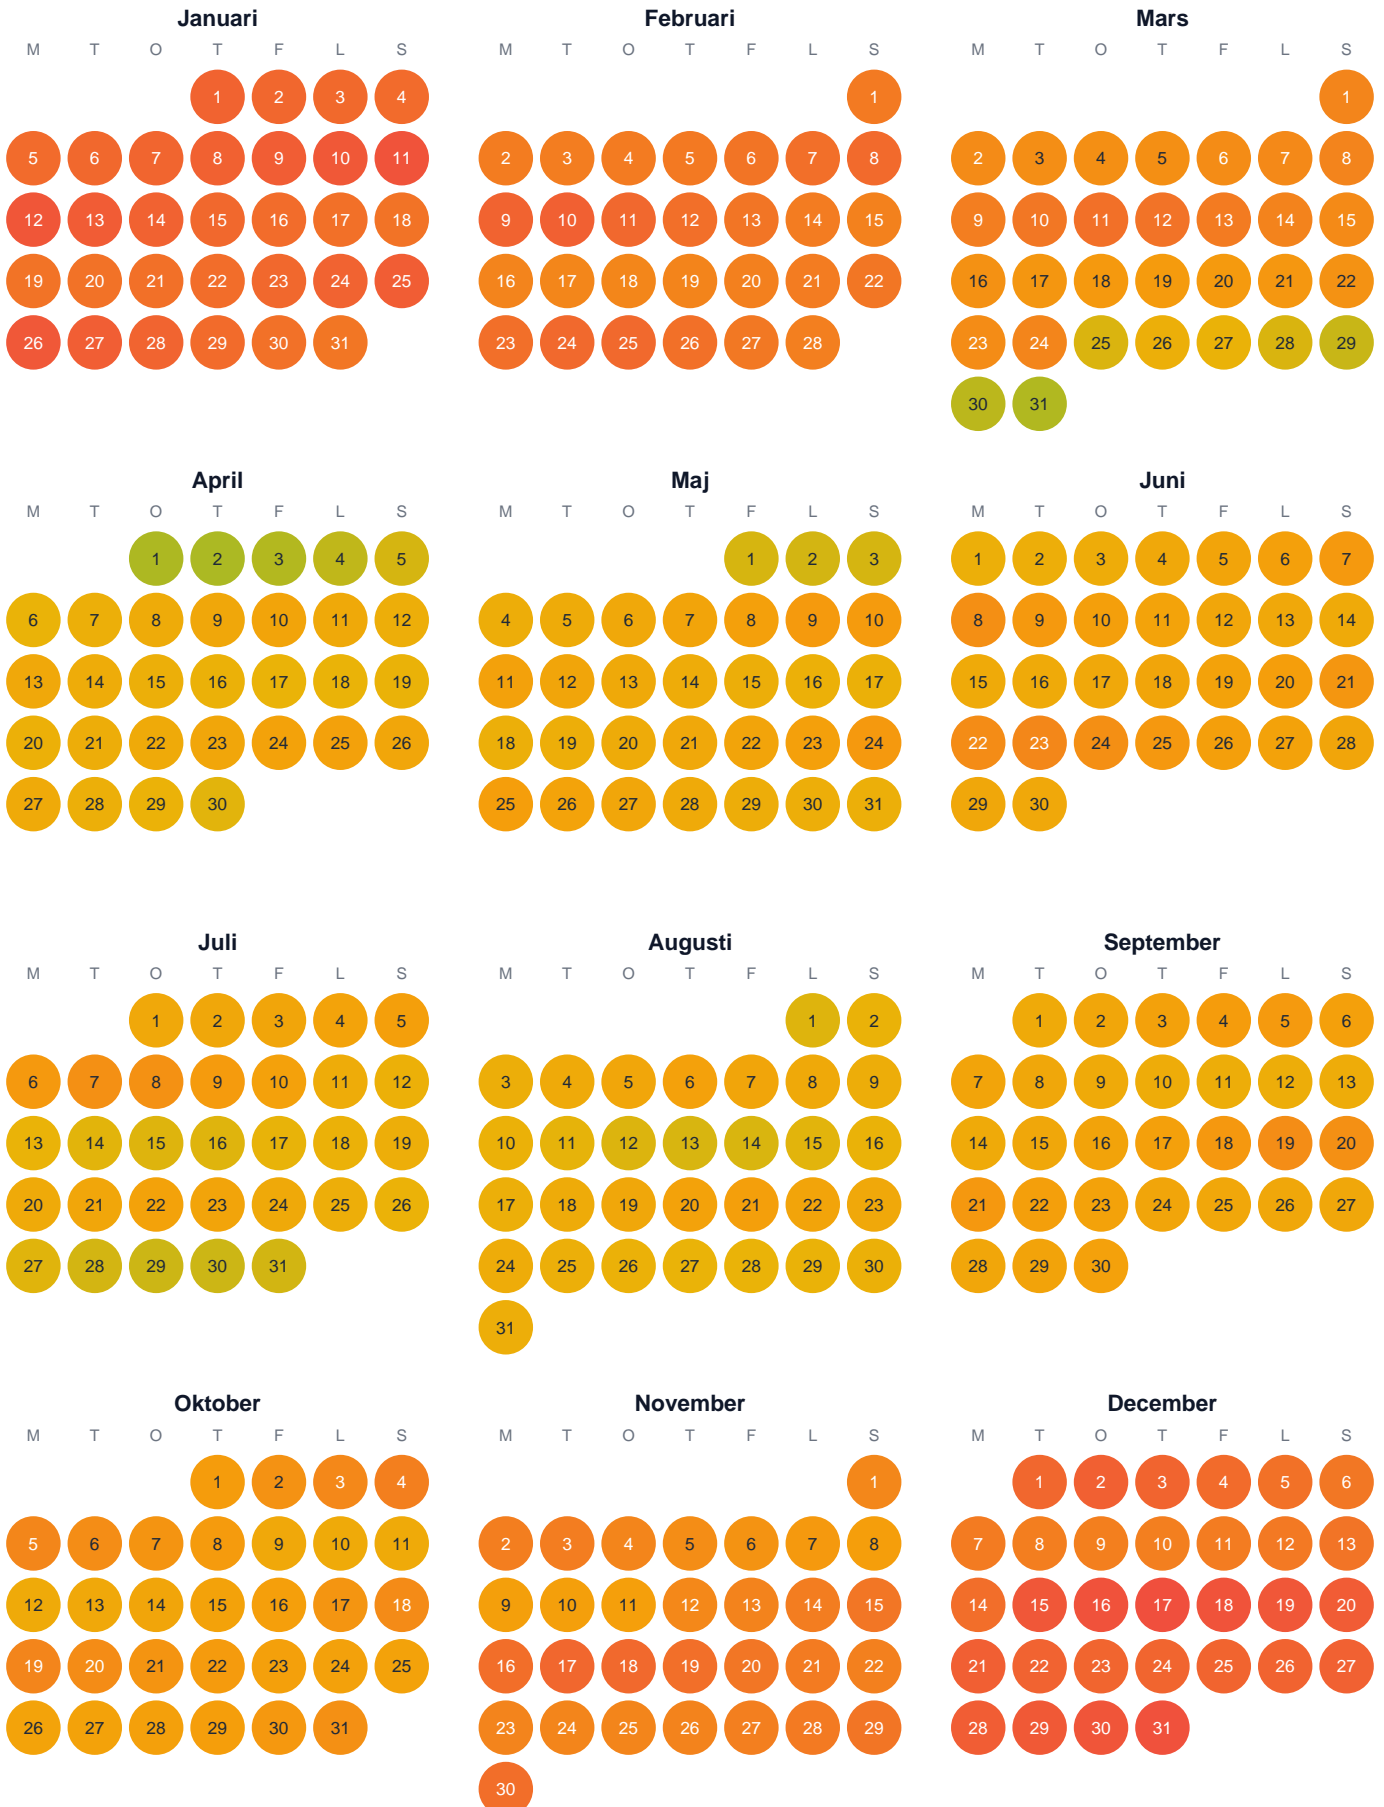 Januari Februari Mars
M T O T F L S M T O T F L S M T O T F L S
1 2 3 4 1 1
5 6 7 8 9 10 11 2 3 4 5 6 7 8 2 3 4 5 6 7 8
12 13 14 15 16 17 18 9 10 11 12 13 14 15 9 10 11 12 13 14 15
19 20 21 22 23 24 25 16 17 18 19 20 21 22 16 17 18 19 20 21 22
26 27 28 29 30 31 23 24 25 26 27 28 23 24 25 26 27 28 29
30 31
April Maj Juni
M T O T F L S M T O T F L S M T O T F L S
1 2 3 4 5 1 2 3 1 2 3 4 5 6 7
6 7 8 9 10 11 12 4 5 6 7 8 9 10 8 9 10 11 12 13 14
13 14 15 16 17 18 19 11 12 13 14 15 16 17 15 16 17 18 19 20 21
20 21 22 23 24 25 26 18 19 20 21 22 23 24 22 23 24 25 26 27 28
27 28 29 30 25 26 27 28 29 30 31 29 30
Juli Augusti September
M T O T F L S M T O T F L S M T O T F L S
1 2 3 4 5 1 2 1 2 3 4 5 6
6 7 8 9 10 11 12 3 4 5 6 7 8 9 7 8 9 10 11 12 13
13 14 15 16 17 18 19 10 11 12 13 14 15 16 14 15 16 17 18 19 20
20 21 22 23 24 25 26 17 18 19 20 21 22 23 21 22 23 24 25 26 27
27 28 29 30 31 24 25 26 27 28 29 30 28 29 30
31
Oktober November December
M T O T F L S M T O T F L S M T O T F L S
1 2 3 4 1 1 2 3 4 5 6
5 6 7 8 9 10 11 2 3 4 5 6 7 8 7 8 9 10 11 12 13
12 13 14 15 16 17 18 9 10 11 12 13 14 15 14 15 16 17 18 19 20
19 20 21 22 23 24 25 16 17 18 19 20 21 22 21 22 23 24 25 26 27
26 27 28 29 30 31 23 24 25 26 27 28 29 28 29 30 31
30